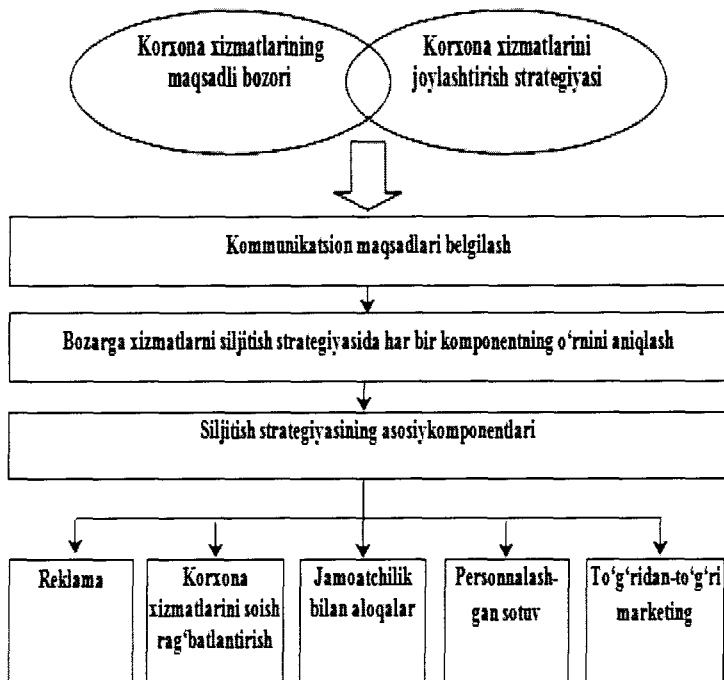 Korxona xizmatlarining
maqsadli bozori
Korxona xizmatlarini
joylashtirish strategiyasi
Kommunikatsion maqsadlari belgilash
Bozarga xizmatlarni siljitish strategiyasida har bir komponentning o‘rnini aniqlash
Siljitish strategiyasining asosiykomponentlari
Reklama
Korxona
xizmatlarini soish
rag‘batlantirish
Jamoatchilik
bilan aloqalar
Personnalash-
gan sotuv
To‘g‘ridan-to‘g‘ri
marketing